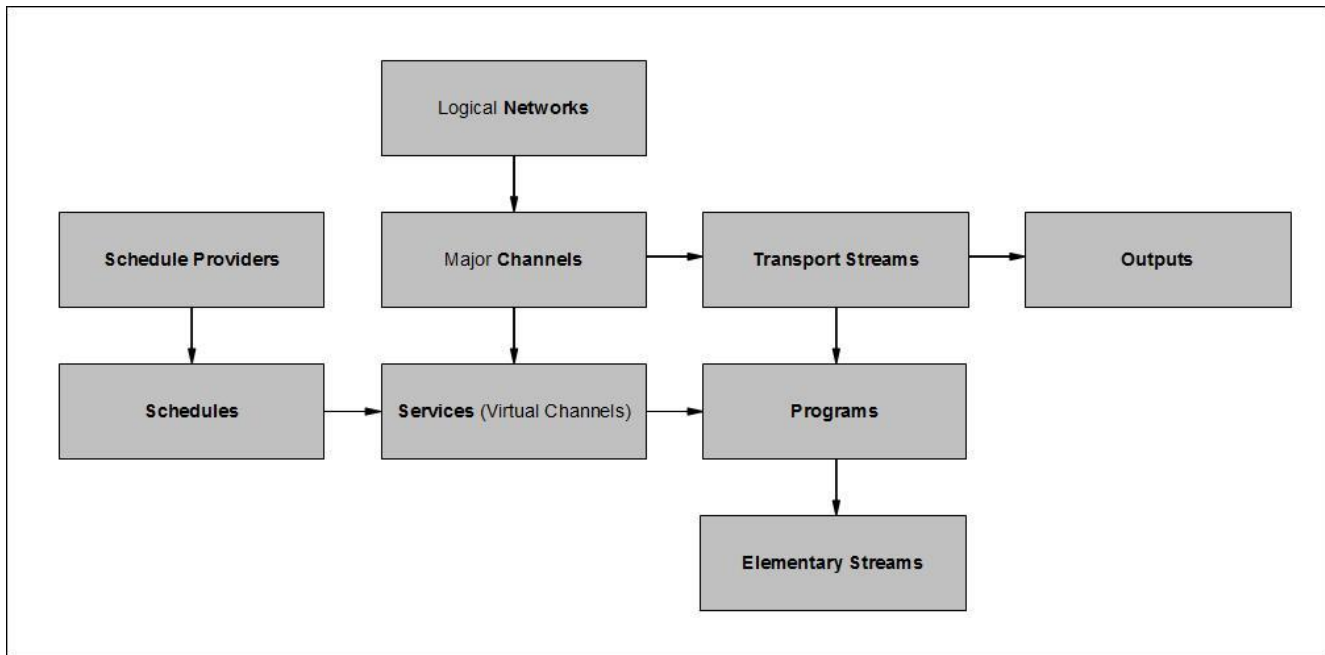 Logical Networks
Schedule Providers
Major Channels
Transport Streams
Outputs
Schedules
Services (Virtual Channels)
Programs
Elementary Streams